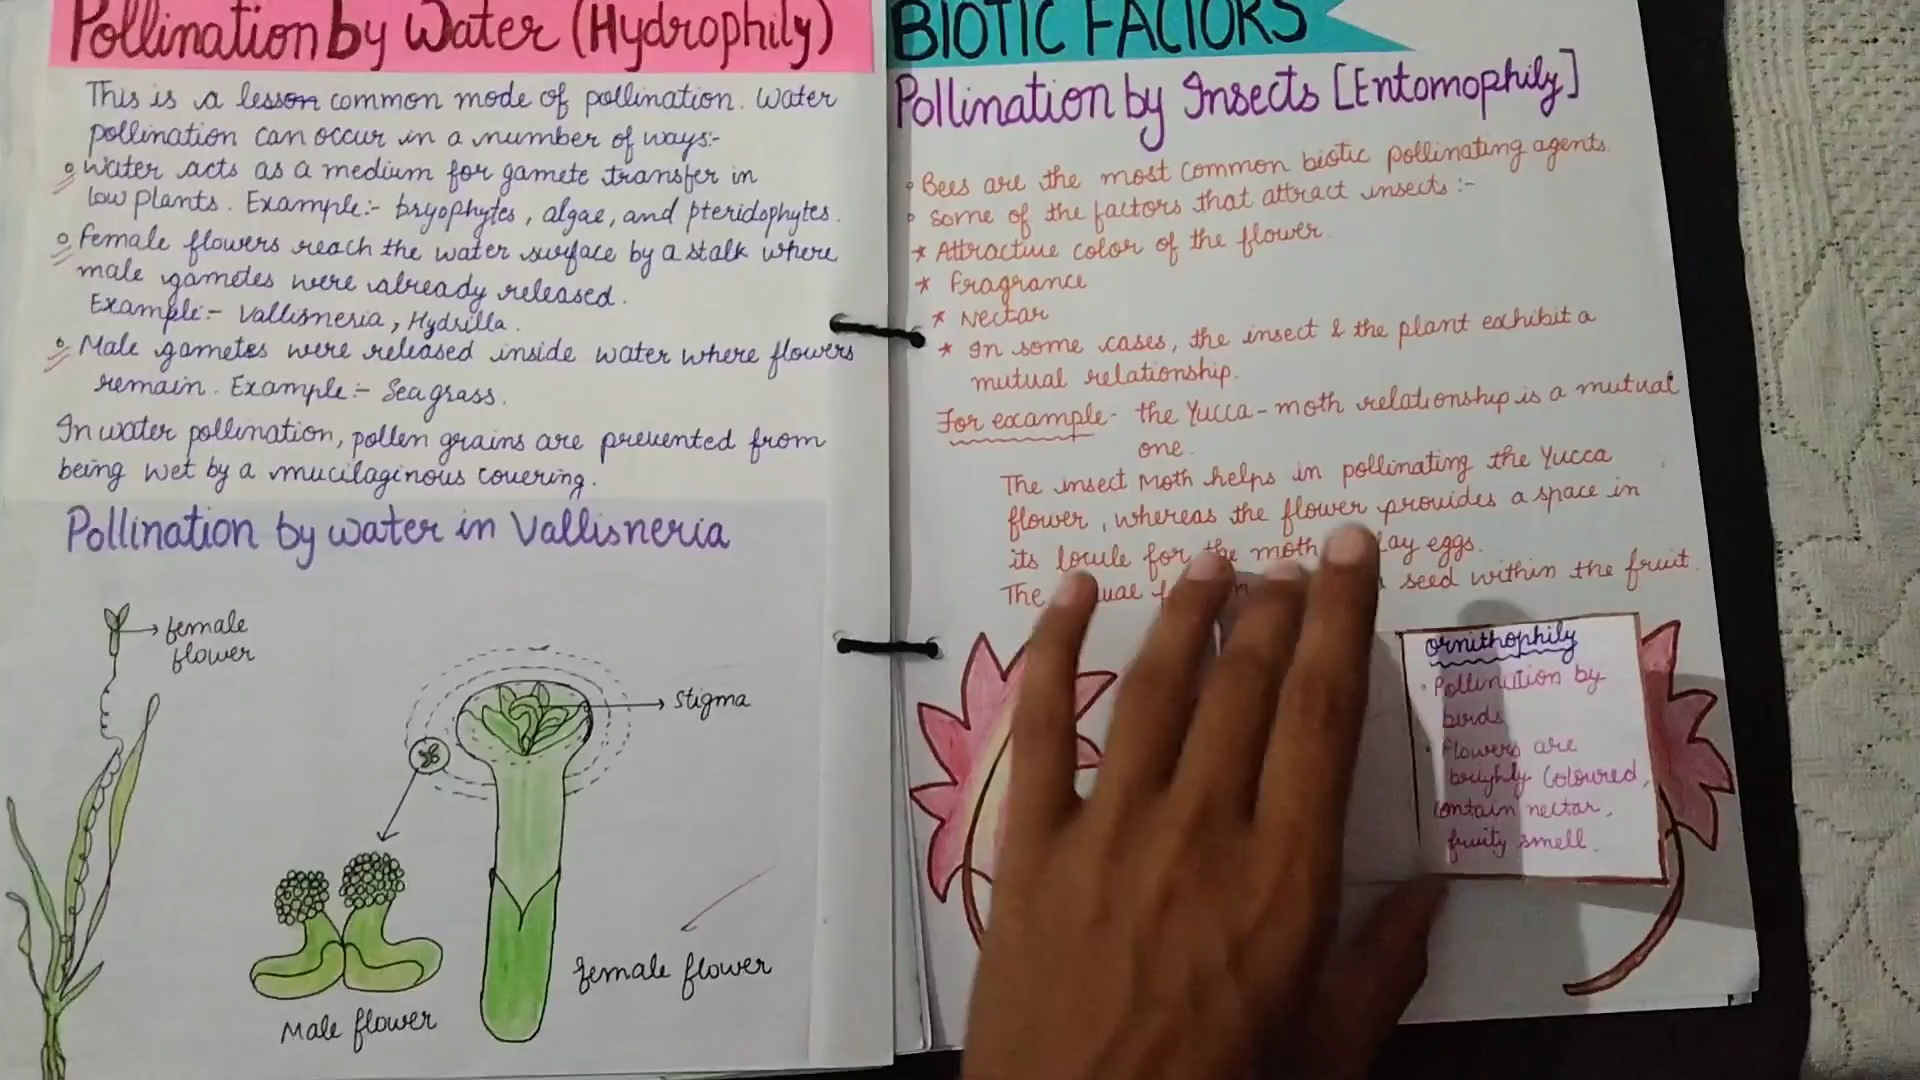 Pollination by Water (Hydrophily)
This is a lesson common mode of pollination. Water
pollination can occur in a number of ways:-
Water acts as a medium for gamete transfer in
low plants. Example:- bryophytes, algae, and pteridophytes.
Female flowers reach the water surface by a stalk where
male gametes were already released.
Example:- Vallisneria, Hydrilla.
Male gametes were released inside water where flowers
remain. Example:- Seagrass.
In water pollination, pollen grains are prevented from
being wet by a mucilaginous covering.
Pollination by water in Vallisneria
female
flower
stigma
female flower
Male flower
BIOTIC FACTORS
Pollination by Insects [Entomophily]
Bees are the most common biotic pollinating agents.
Some of the factors that attract insects:-
* Attractive color of the flower
* Fragrance
* Nectar
* In some cases, the insect & the plant exhibit a
mutual relationship.
For example- the Yucca-moth relationship is a mutual
one.
The insect Moth helps in pollinating the Yucca
flower, whereas the flower provides a space in
its locule for the moth lay eggs.
The seed within the fruit.
Ornithophily
Pollination by
birds
Flowers are
brighly coloured,
contain nectar,
fruity smell.